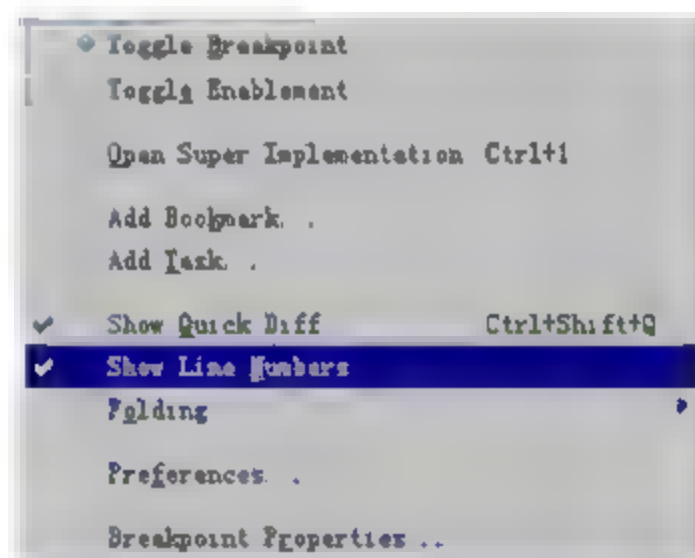 Toggle Breakpoint
Toggle Enablement
Open Super Implementation Ctrl+1
Add Bookmark...
Add Task...
Show Quick Diff Ctrl+Shift+Q
Show Line Numbers
Folding
Preferences...
Breakpoint Properties...